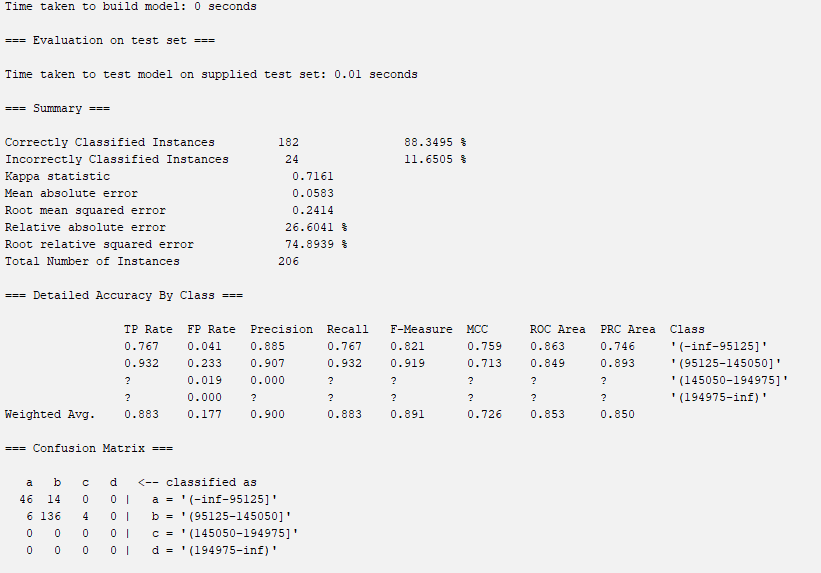 Time taken to build model: 0 seconds
=== Evaluation on test set ===
Time taken to test model on supplied test set: 0.01 seconds
=== Summary ===
Correctly Classified Instances 182 88.3495 %
Incorrectly Classified Instances 24 11.6505 %
Kappa statistic 0.7161
Mean absolute error 0.0583
Root mean squared error 0.2414
Relative absolute error 26.6041 %
Root relative squared error 74.8939 %
Total Number of Instances 206
=== Detailed Accuracy By Class ===
TP Rate FP Rate Precision Recall F-Measure MCC ROC Area PRC Area Class
0.767 0.041 0.885 0.767 0.821 0.759 0.863 0.746 '(-inf-95125]'
0.932 0.233 0.907 0.932 0.919 0.713 0.849 0.893 '(95125-145050]'
? 0.019 0.000 ? ? ? ? ? '(145050-194975]'
? 0.000 ? ? ? ? ? ? '(194975-inf)'
Weighted Avg. 0.883 0.177 0.900 0.883 0.891 0.726 0.853 0.850
=== Confusion Matrix ===
a b c d <-- classified as
46 14 0 0 | a = '(-inf-95125]'
6 136 4 0 | b = '(95125-145050]'
0 0 0 0 | c = '(145050-194975]'
0 0 0 0 | d = '(194975-inf)'